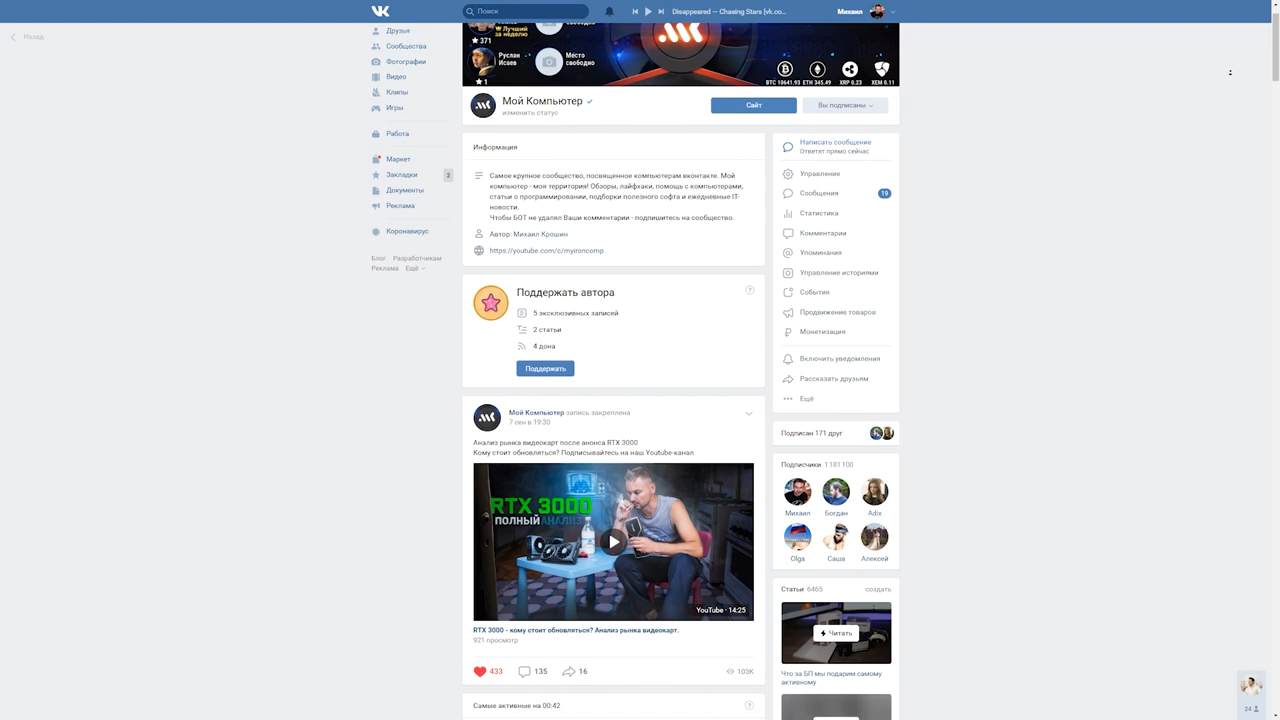 Поиск
Disappeared — Chasing Stars [vk.co...
Михаил
Назад
Друзья
Сообщества
Фотографии
Видео
Клипы
Игры
Работа
Маркет
Закладки
2
Документы
Реклама
Коронавирус
Блог Разработчикам
Реклама Ещё
Лучший
за неделю
свободно
371
Руслан
Исаев
Место
свободно
1
BTC 10641.93 ETH 345.49 XRP 0.23 XEM 0.11
Мой Компьютер
изменить статус
Сайт
Вы подписаны
Информация
Самое крупное сообщество, посвященное компьютерам вконтакте. Мой
компьютер - моя территория! Обзоры, лайфхаки, помощь с компьютерами,
статьи о программировании, подборки полезного софта и ежедневные IT-
новости.
Чтобы БОТ не удалял Ваши комментарии - подпишитесь на сообщество.
Автор: Михаил Крошин
https://youtube.com/c/myironcomp
Поддержать автора
?
5 эксклюзивных записей
2 статьи
4 дона
Поддержать
Мой Компьютер запись закреплена
7 сен в 19:30
Анализ рынка видеокарт после анонса RTX 3000
Кому стоит обновляться? Подписывайтесь на наш Youtube-канал
RTX 3000
ПОЛНЫЙ АНАЛИЗ
YouTube · 14:25
RTX 3000 - кому стоит обновляться? Анализ рынка видеокарт.
921 просмотр
433
135
16
103K
Самые активные на 00:42
?
Написать сообщение
Ответят прямо сейчас
Управление
Сообщения
19
Статистика
Комментарии
Упоминания
Управление историями
События
Продвижение товаров
Монетизация
Включить уведомления
Рассказать друзьям
Ещё
Подписан 171 друг
Подписчики 1 181 100
Михаил
Богдан
Adix
Olga
Саша
Алексей
Статьи 6465
создать
Читать
Что за БП мы подарим самому
активному
24